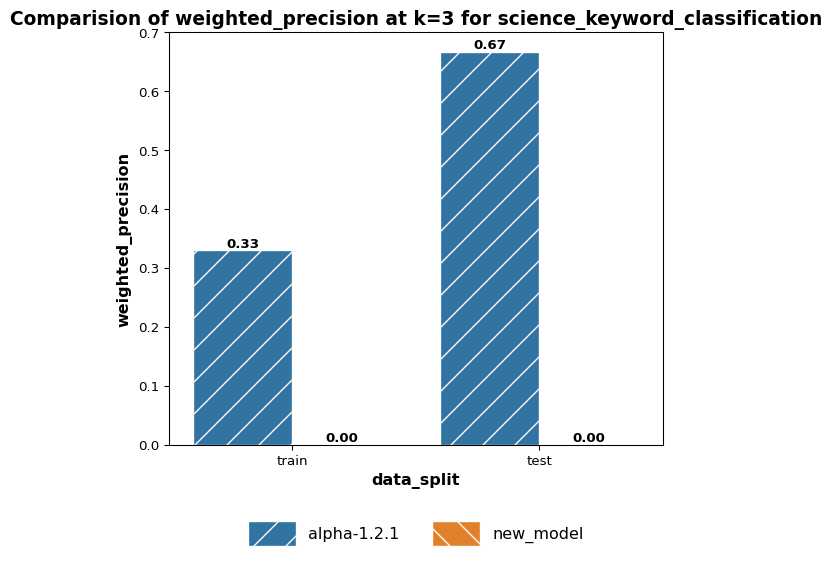 Comparision of weighted_precision at k=3 for science_keyword_classification
0.7
0.6
0.5
0.4
0.3
0.2
0.1
0.0
weighted_precision
0.33
0.00
0.67
0.00
train
test
data_split
alpha-1.2.1
new_model